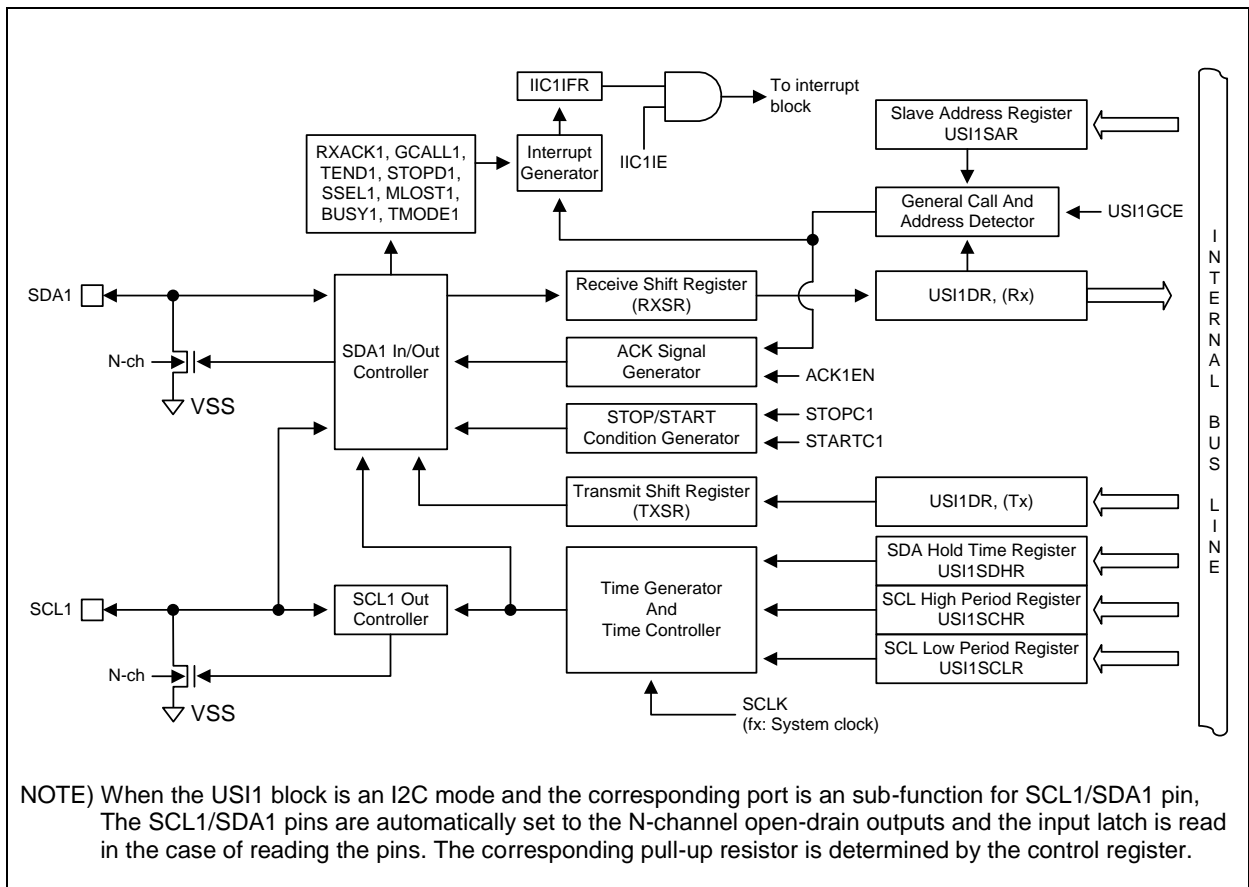 IIC1IFR
To interrupt
block
IIC1IE
Slave Address Register
USI1SAR
RXACK1, GCALL1,
TEND1, STOPD1,
SSEL1, MLOST1,
BUSY1, TMODE1
Interrupt
Generator
General Call And
Address Detector
USI1GCE
SDA1
Receive Shift Register
(RXSR)
USI1DR, (Rx)
N-ch
SDA1 In/Out
Controller
ACK Signal
Generator
ACK1EN
VSS
STOP/START
Condition Generator
STOPC1
STARTC1
Transmit Shift Register
(TXSR)
USI1DR, (Tx)
SDA Hold Time Register
USI1SDHR
SCL1
SCL1 Out
Controller
Time Generator
And
Time Controller
SCL High Period Register
USI1SCHR
SCL Low Period Register
USI1SCLR
N-ch
VSS
SCLK
(fx: System clock)
INTERNAL BUS LINE
NOTE) When the USI1 block is an I2C mode and the corresponding port is an sub-function for SCL1/SDA1 pin,
The SCL1/SDA1 pins are automatically set to the N-channel open-drain outputs and the input latch is read
in the case of reading the pins. The corresponding pull-up resistor is determined by the control register.